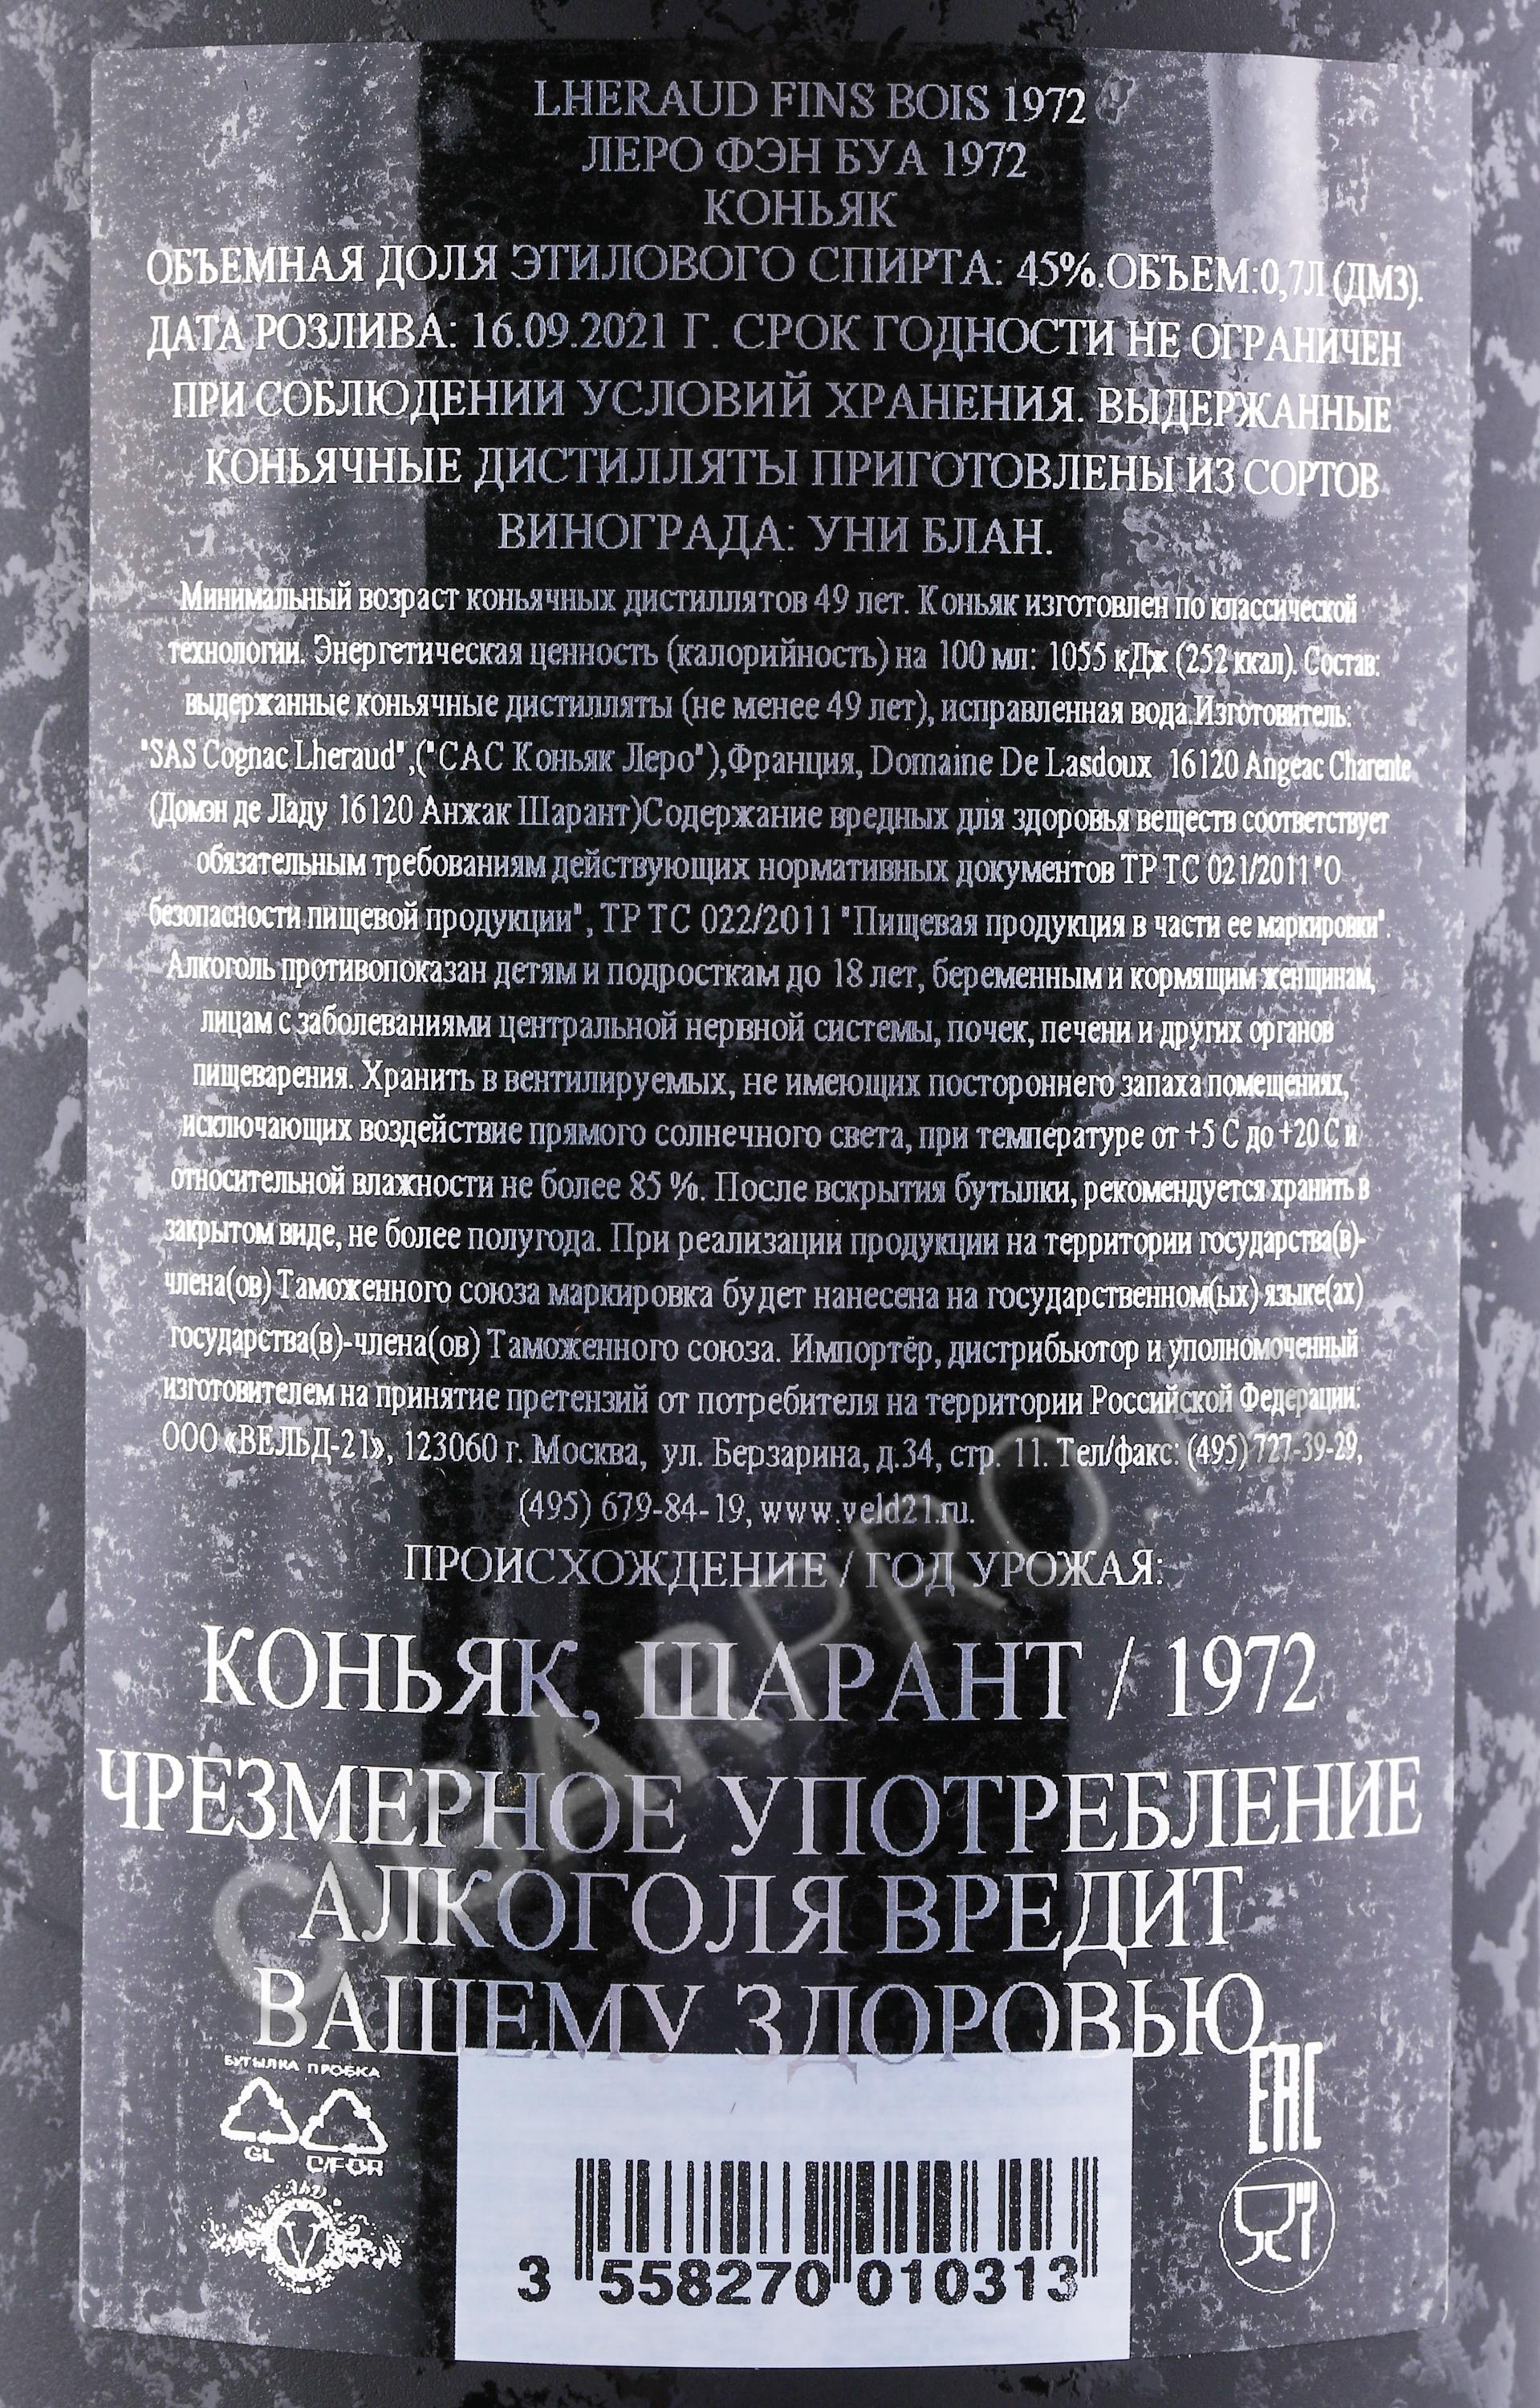 LHERAUD FINS BOIS 1972
ЛЕРО ФЭН БУА 1972
КОНЬЯК
ОБЪЕМНАЯ ДОЛЯ ЭТИЛОВОГО СПИРТА: 45%.ОБЪЕМ:0,7Л (ДМ3).
ДАТА РОЗЛИВА: 16.09.2021 Г. СРОК ГОДНОСТИ НЕ ОГРАНИЧЕН
ПРИ СОБЛЮДЕНИИ УСЛОВИЙ ХРАНЕНИЯ. ВЫДЕРЖАННЫЕ
КОНЬЯЧНЫЕ ДИСТИЛЛЯТЫ ПРИГОТОВЛЕНЫ ИЗ СОРТОВ
ВИНОГРАДА: УНИ БЛАН.
Минимальный возраст коньячных дистиллятов 49 лет. Коньяк изготовлен по классической
технологии. Энергетическая ценность (калорийность) на 100 мл: 1055 кДж (252 ккал). Состав:
выдержанные коньячные дистилляты (не менее 49 лет), исправленная вода.Изготовитель:
"SAS Cognac Lheraud",("САС Коньяк Леро"),Франция, Domaine De Lasdoux 16120 Angeac Charente
(Домэн де Ладу 16120 Анжак Шарант)Содержание вредных для здоровья веществ соответствует
обязательным требованиям действующих нормативных документов ТР ТС 021/2011 "О
безопасности пищевой продукции", ТР ТС 022/2011 "Пищевая продукция в части ее маркировки".
Алкоголь противопоказан детям и подросткам до 18 лет, беременным и кормящим женщинам,
лицам с заболеваниями центральной нервной системы, почек, печени и других органов
пищеварения. Хранить в вентилируемых, не имеющих постороннего запаха помещениях,
исключающих воздействие прямого солнечного света, при температуре от +5 С до +20 С и
относительной влажности не более 85 %. После вскрытия бутылки, рекомендуется хранить в
закрытом виде, не более полугода. При реализации продукции на территории государства(в)-
члена(ов) Таможенного союза маркировка будет нанесена на государственном(ых) языке(ах)
государства(в)-члена(ов) Таможенного союза. Импортёр, дистрибьютор и уполномоченный
изготовителем на принятие претензий от потребителя на территории Российской Федерации:
ООО «ВЕЛЬД-21», 123060 г. Москва, ул. Берзарина, д.34, стр. 11. Тел/факс: (495) 727-39-29,
(495) 679-84-19, www.veld21.ru.
ПРОИСХОЖДЕНИЕ / ГОД УРОЖАЯ:
КОНЬЯК, ШАРАНТ / 1972
ЧРЕЗМЕРНОЕ УПОТРЕБЛЕНИЕ
АЛКОГОЛЯ ВРЕДИТ
ВАШЕМУ ЗДОРОВЬЮ
БУТЫЛКА ПРОБКА
GL C/FOR
EAC
V
3 558270 010313
CIGARPRO.ru